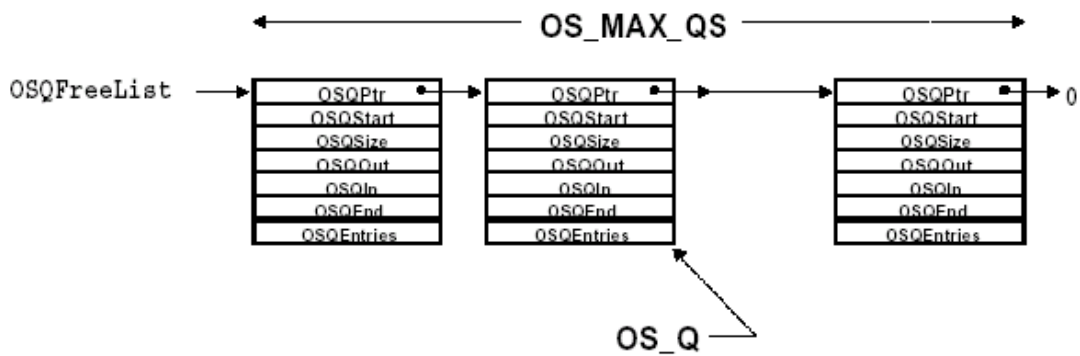 OS_MAX_QS
OSQFreeList
OSQPtr
OSQStart
OSQSize
OSQOut
OSQIn
OSQEnd
OSQEntries
OSQPtr
OSQStart
OSQSize
OSQOut
OSQIn
OSQEnd
OSQEntries
OSQPtr
OSQStart
OSQSize
OSQOut
OSQIn
OSQEnd
OSQEntries
0
OS_Q